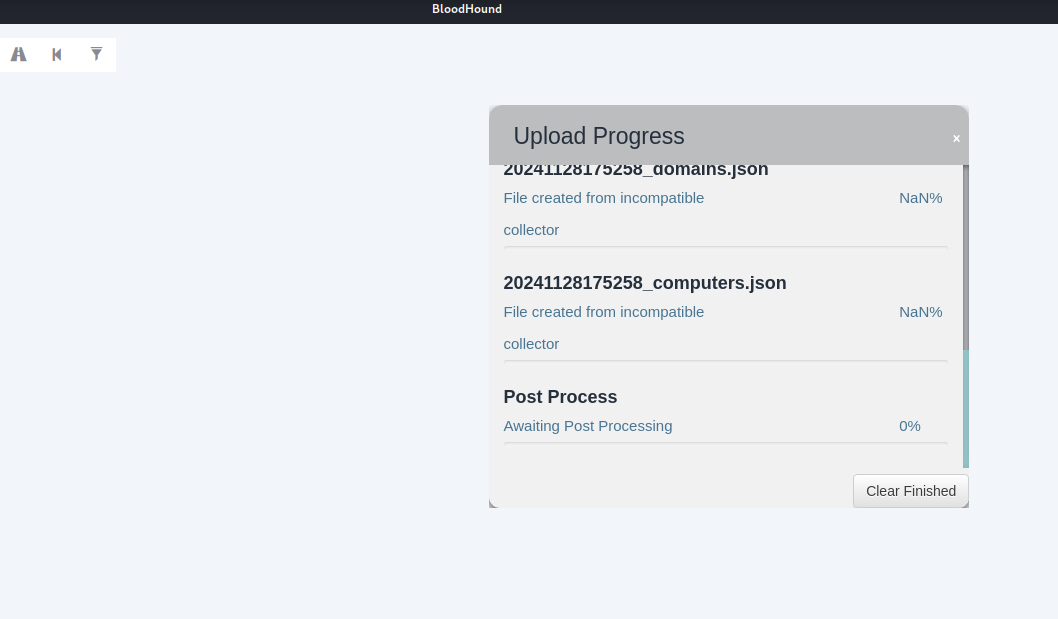 BloodHound
Upload Progress
×
20241128175258_domains.json
File created from incompatible NaN%
collector
20241128175258_computers.json
File created from incompatible NaN%
collector
Post Process
Awaiting Post Processing 0%
Clear Finished